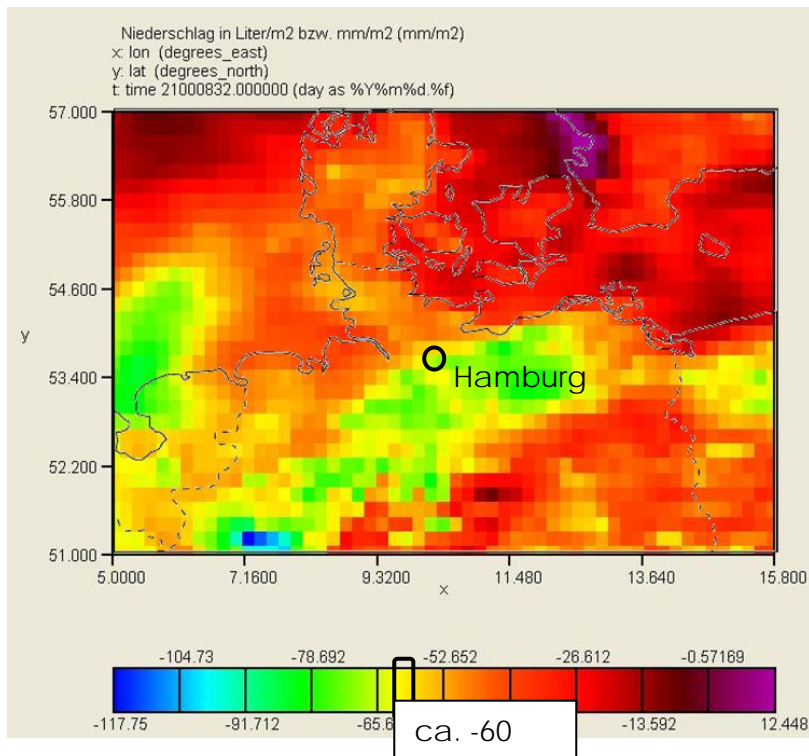 Niederschlag in Liter/m2 bzw. mm/m2 (mm/m2)
x: lon (degrees_east)
y: lat (degrees_north)
t: time 21000832.000000 (day as %Y%m%d.%f)
57.000
55.800
54.600
y
53.400
Hamburg
52.200
51.000
5.0000 7.1600 9.3200 11.480 13.640 15.800
x
-104.73 -78.692 -52.652 -26.612 -0.57169
-117.75 -91.712 -65.6 -13.592 12.448
ca. -60